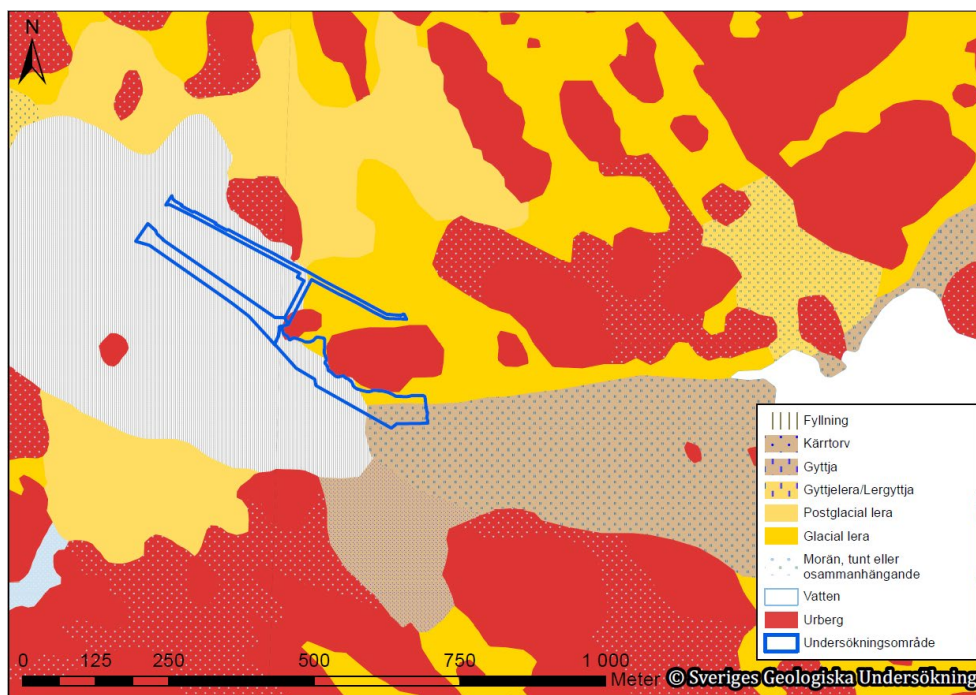 N
Fyllning
Kärrtorv
Gyttja
Gyttjelera/Lergyttja
Postglacial lera
Glacial lera
Morän, tunt eller
osammanhängande
Vatten
Urberg
Undersökningsområde
0 125 250 500 750 1 000
Meter © Sveriges Geologiska Undersökning